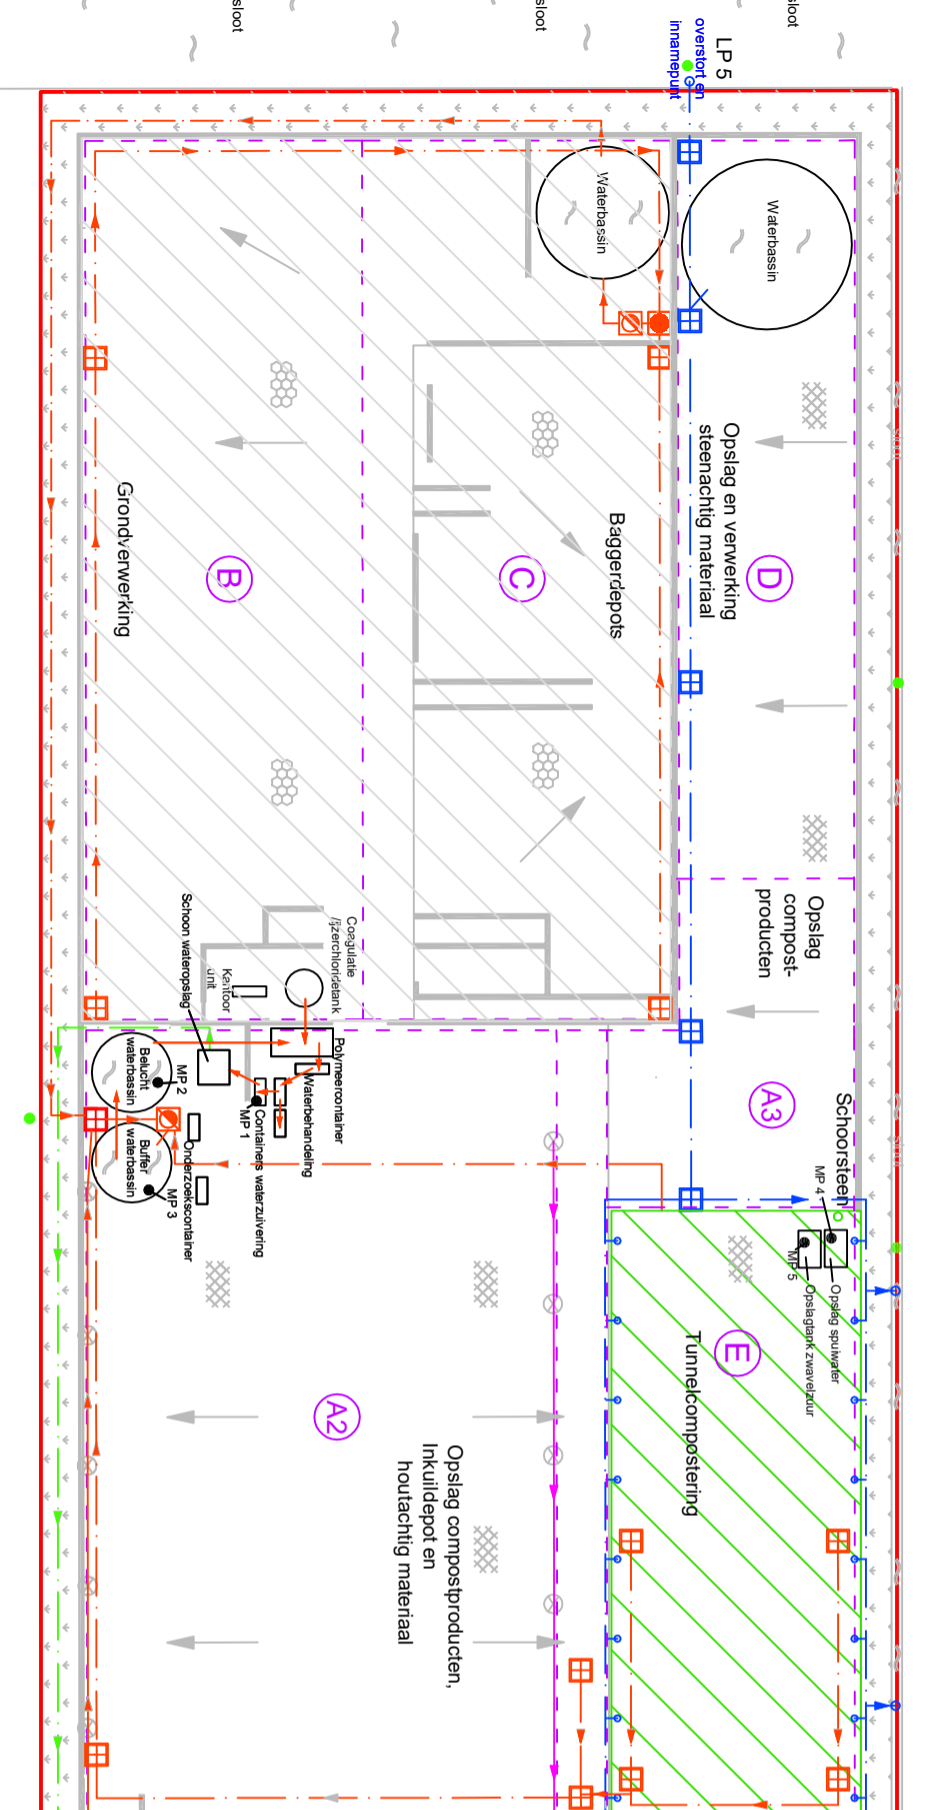 sloot
sloot
sloot
LP 5
overstort en
innamepunt
Waterbassin
Waterbassin
Opslag en verwerking
steenachtig materiaal
D
Baggerdepots
C
B
Grondverwerking
Opslag
compost-
producten
A3
Schoorsteen
MP 4
MP 5
Opslag spuiwater
Opslagtank zwavelzuur
E
Tunnelcompostering
Coagulatie
/ijzerchloridetank
Kantoor
unit
Schoon wateropslag
Polymeercontainer
Waterbehandeling
Containers waterzuivering
MP 1
MP 2
Belucht
waterbassin
Buffer
waterbassin
MP 3
Onderzoekscontainer
A2
Opslag compostproducten,
Inkuildepot en
houtachtig materiaal